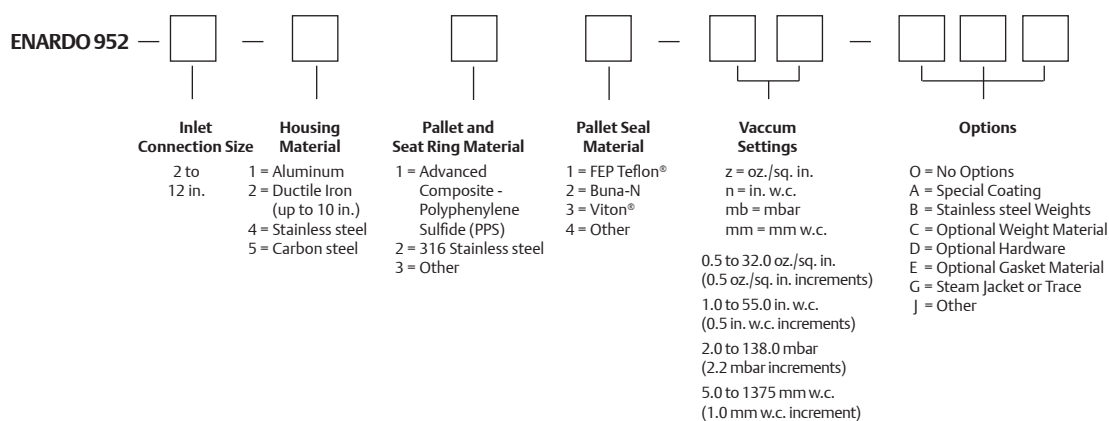 ENARDO 952 — — — —
Inlet
Connection Size
2 to
12 in.
Housing
Material
1 = Aluminum
2 = Ductile Iron
(up to 10 in.)
4 = Stainless steel
5 = Carbon steel
Pallet and
Seat Ring Material
1 = Advanced
Composite -
Polyphenylene
Sulfide (PPS)
2 = 316 Stainless steel
3 = Other
Pallet Seal
Material
1 = FEP Teflon®
2 = Buna-N
3 = Viton®
4 = Other
Vaccum
Settings
z = oz./sq. in.
n = in. w.c.
mb = mbar
mm = mm w.c.
0.5 to 32.0 oz./sq. in.
(0.5 oz./sq. in. increments)
1.0 to 55.0 in. w.c.
(0.5 in. w.c. increments)
2.0 to 138.0 mbar
(2.2 mbar increments)
5.0 to 1375 mm w.c.
(1.0 mm w.c. increment)
Options
O = No Options
A = Special Coating
B = Stainless steel Weights
C = Optional Weight Material
D = Optional Hardware
E = Optional Gasket Material
G = Steam Jacket or Trace
J = Other